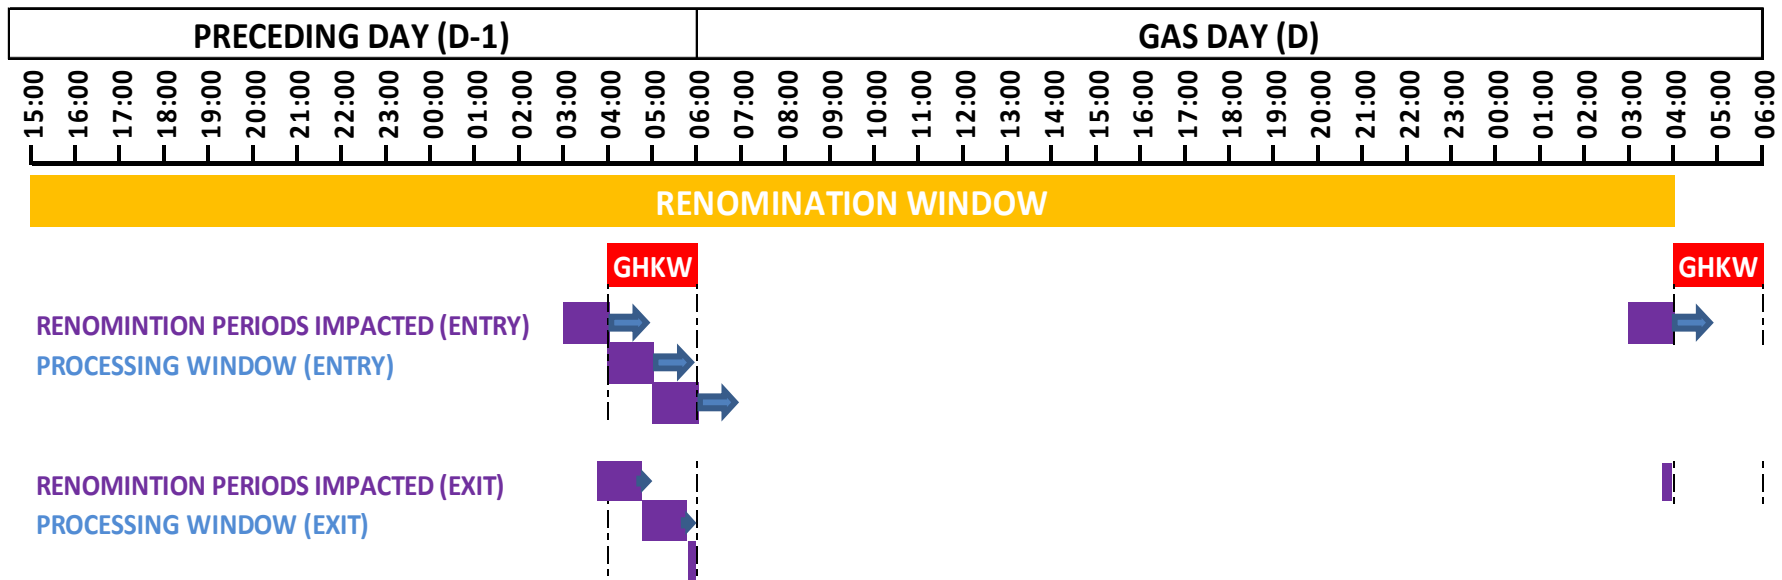 PRECEDING DAY (D-1) GAS DAY (D)
15:00 16:00 17:00 18:00 19:00 20:00 21:00 22:00 23:00 00:00 01:00 02:00 03:00 04:00 05:00 06:00 07:00 08:00 09:00 10:00 11:00 12:00 13:00 14:00 15:00 16:00 17:00 18:00 19:00 20:00 21:00 22:00 23:00 00:00 01:00 02:00 03:00 04:00 05:00 06:00
RENOMINATION WINDOW
GHKW GHKW
RENOMINTION PERIODS IMPACTED (ENTRY)
PROCESSING WINDOW (ENTRY)
RENOMINTION PERIODS IMPACTED (EXIT)
PROCESSING WINDOW (EXIT)